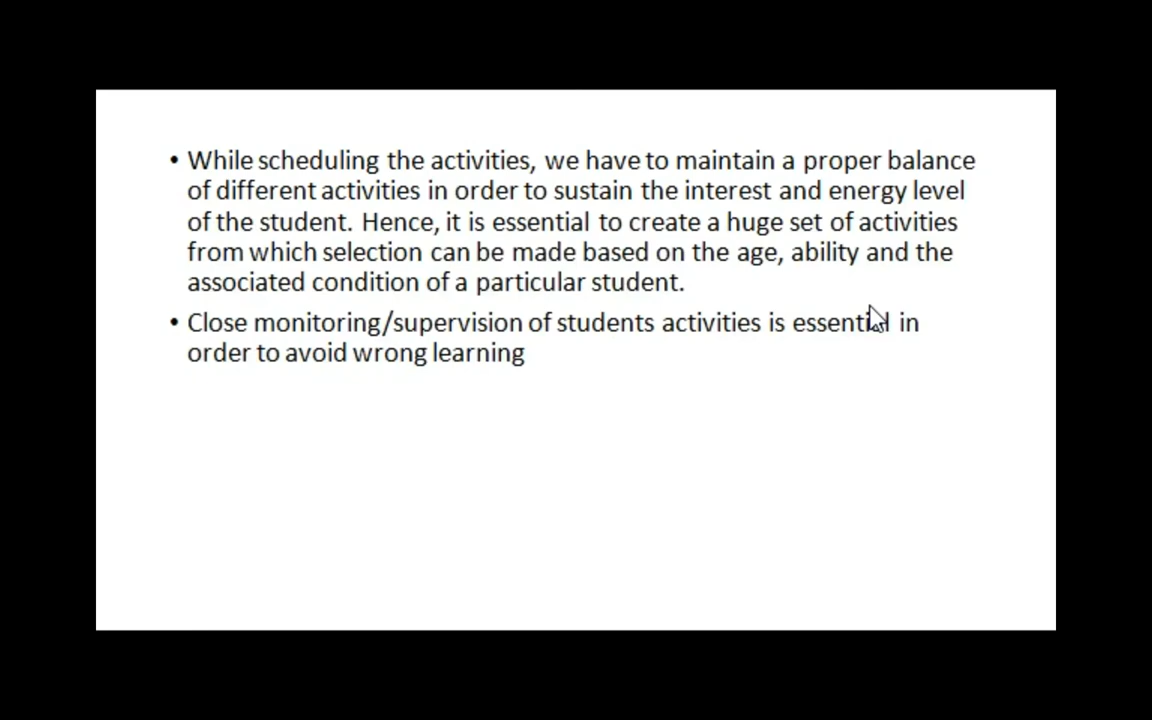 • While scheduling the activities, we have to maintain a proper balance
of different activities in order to sustain the interest and energy level
of the student. Hence, it is essential to create a huge set of activities
from which selection can be made based on the age, ability and the
associated condition of a particular student.
• Close monitoring/supervision of students activities is essential in
order to avoid wrong learning